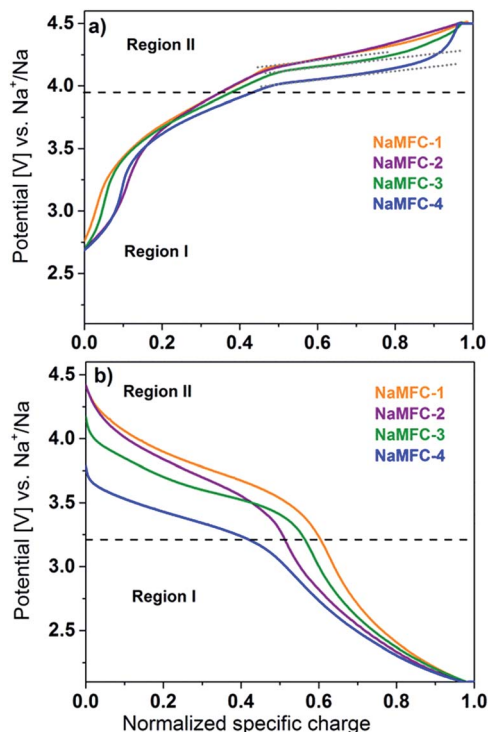 a)
Region II
Region I
NaMFC-1
NaMFC-2
NaMFC-3
NaMFC-4
Potential [V] vs. Na⁺/Na
4.5
4.0
3.5
3.0
2.5
0.0 0.2 0.4 0.6 0.8 1.0
b)
Region II
Region I
NaMFC-1
NaMFC-2
NaMFC-3
NaMFC-4
Potential [V] vs. Na⁺/Na
4.5
4.0
3.5
3.0
2.5
0.0 0.2 0.4 0.6 0.8 1.0
Normalized specific charge